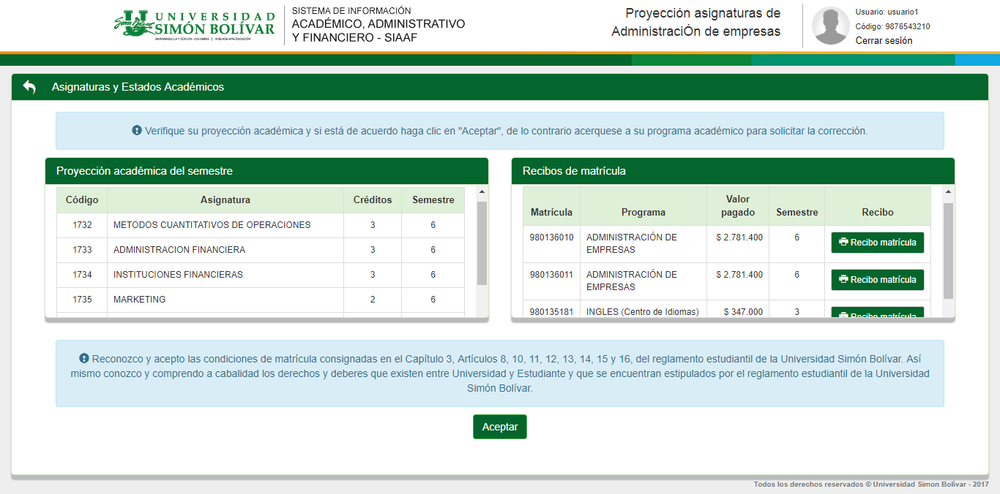 UNIVERSIDAD
SIMÓN BOLÍVAR
BARRANQUILLA Y CÚCUTA - COLOMBIA | VIGILADA MINEDUCACIÓN
SISTEMA DE INFORMACIÓN
ACADÉMICO, ADMINISTRATIVO
Y FINANCIERO - SIAAF
Proyección asignaturas de
AdministraciÓn de empresas
Usuario: usuario1
Código: 9876543210
Cerrar sesión
Asignaturas y Estados Académicos
Verifique su proyección académica y si está de acuerdo haga clic en "Aceptar", de lo contrario acerquese a su programa académico para solicitar la corrección.
Proyección académica del semestre
Código Asignatura Créditos Semestre
1732 METODOS CUANTITATIVOS DE OPERACIONES 3 6
1733 ADMINISTRACION FINANCIERA 3 6
1734 INSTITUCIONES FINANCIERAS 3 6
1735 MARKETING 2 6
Recibos de matrícula
Valor
Matrícula Programa pagado Semestre Recibo
980136010 ADMINISTRACIÓN DE $ 2.781.400 6 Recibo matrícula
EMPRESAS
980136011 ADMINISTRACIÓN DE $ 2.781.400 6 Recibo matrícula
EMPRESAS
980135181 INGLES (Centro de Idiomas) $ 347.000 3 Recibo matrícula
Reconozco y acepto las condiciones de matrícula consignadas en el Capítulo 3, Artículos 8, 10, 11, 12, 13, 14, 15 y 16, del reglamento estudiantil de la Universidad Simón Bolívar. Así
mismo conozco y comprendo a cabalidad los derechos y deberes que existen entre Universidad y Estudiante y que se encuentran estipulados por el reglamento estudiantil de la Universidad
Simón Bolívar.
Aceptar
Todos los derechos reservados © Universidad Simon Bolívar - 2017